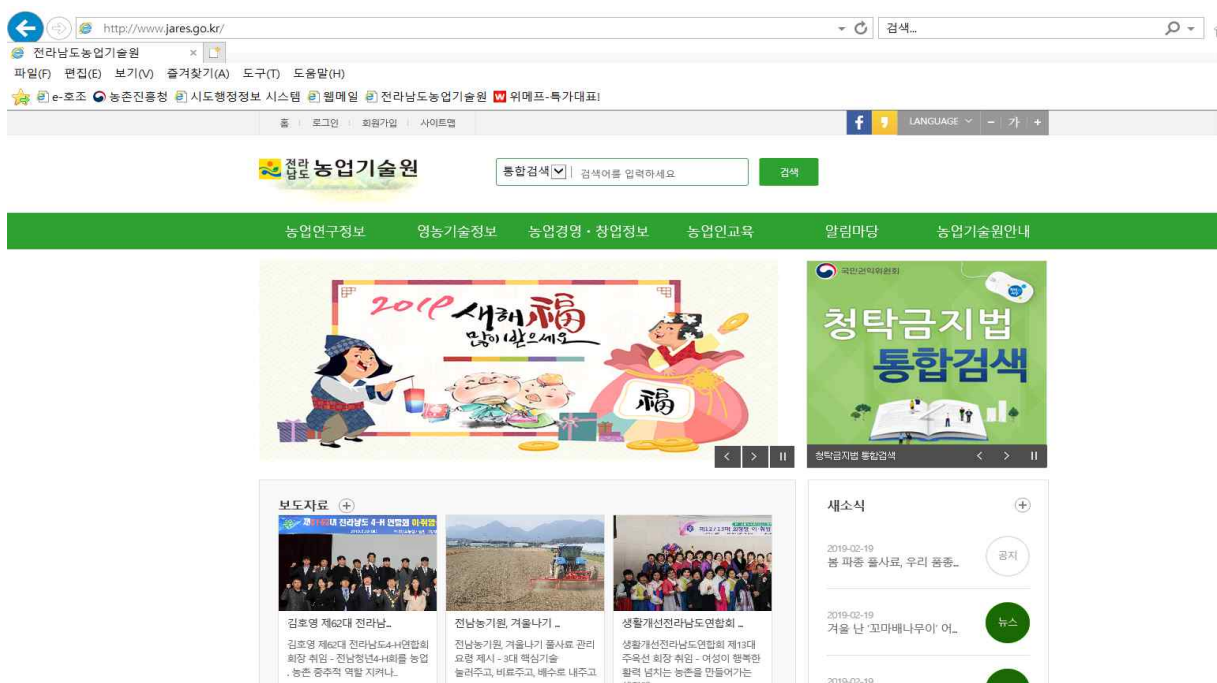 http://www.jares.go.kr/
검색...
전라남도농업기술원
파일(F) 편집(E) 보기(V) 즐겨찾기(A) 도구(T) 도움말(H)
e-호조 농촌진흥청 시도행정정보 시스템 웹메일 전라남도농업기술원 위메프-특가대표!
홈 로그인 회원가입 사이트맵
LANGUAGE - 가 +
전라남도 농업기술원
통합검색 검색어를 입력하세요 검색
농업연구정보 영농기술정보 농업경영·창업정보 농업인교육 알림마당 농업기술원안내
2019 새해 福
많이 받으세요
福
국민권익위원회
청탁금지법
통합검색
청탁금지법 통합검색
보도자료
제62대 전라남도 4-H 연합회
김호영 제62대 전라남...
김호영 제62대 전라남도4-H연합회
회장 취임 - 전남청년4-H회를 농업
. 농촌 중추적 역할 지켜나...
전남농기원, 겨울나기 ...
전남농기원, 겨울나기 풀사료 관리
요령 제시 - 3대 핵심기술
눌러주고, 비료주고, 배수로 내주고
생활개선전라남도연합회 ...
생활개선전라남도연합회 제13대
주옥선 회장 취임 - 여성이 행복한
활력 넘치는 농촌을 만들어가는
새소식
2019-02-19
봄 파종 풀사료, 우리 품종...
공지
2019-02-19
겨울 난 '꼬마배나무이' 어...
뉴스
2019-02-19